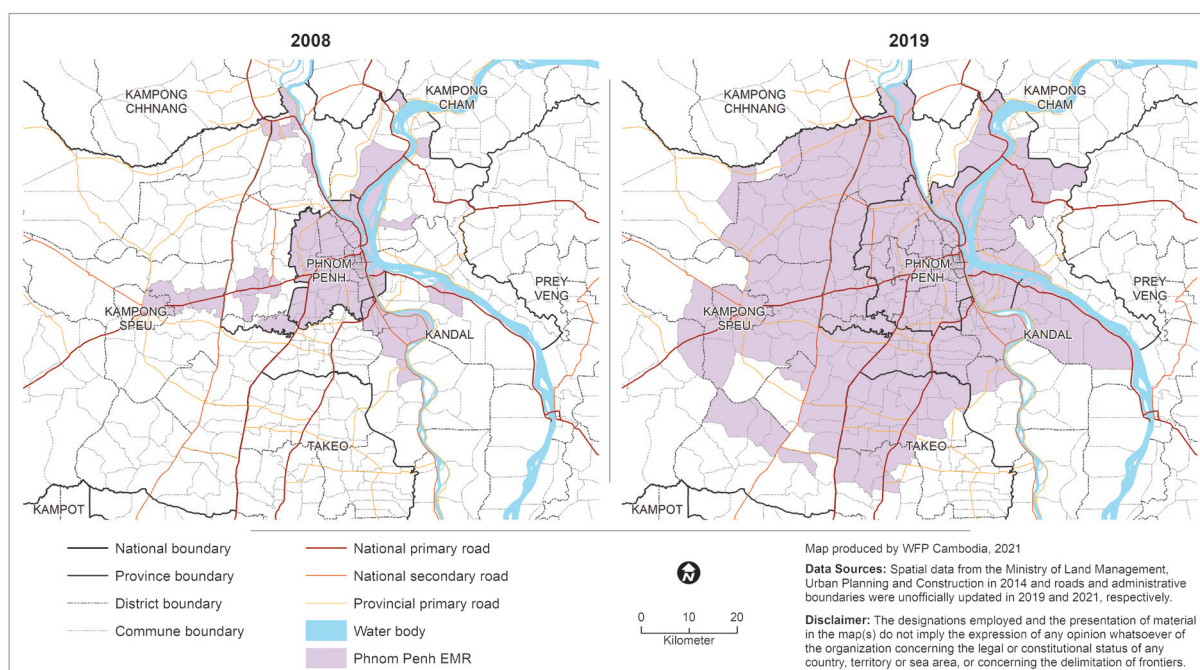 2008
KAMPONG
CHHNANG
KAMPONG
CHAM
PHNOM
PENH
PREY
VENG
KAMPONG
SPEU
KANDAL
TAKEO
KAMPOT
2019
KAMPONG
CHHNANG
KAMPONG
CHAM
PHNOM
PENH
PREY
VENG
KAMPONG
SPEU
KANDAL
TAKEO
KAMPOT
National boundary
Province boundary
District boundary
Commune boundary
National primary road
National secondary road
Provincial primary road
Water body
Phnom Penh EMR
N
0 10 20
Kilometer
Map produced by WFP Cambodia, 2021
Data Sources: Spatial data from the Ministry of Land Management,
Urban Planning and Construction in 2014 and roads and administrative
boundaries were unofficially updated in 2019 and 2021, respectively.
Disclaimer: The designations employed and the presentation of material
in the map(s) do not imply the expression of any opinion whatsoever of
the organization concerning the legal or constitutional status of any
country, territory or sea area, or concerning the delimitation of frontiers.